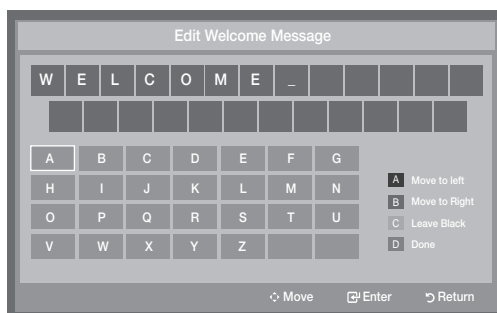 Edit Welcome Message
W E L C O M E _
A B C D E F G
H I J K L M N
O P Q R S T U
V W X Y Z
A Move to left
B Move to Right
C Leave Black
D Done
Move Enter Return